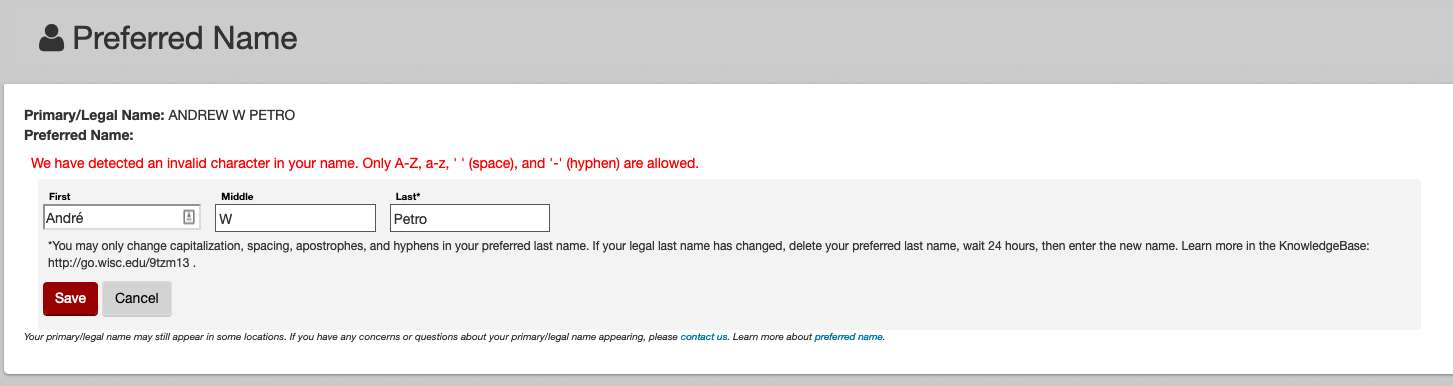 Preferred Name
Primary/Legal Name: ANDREW W PETRO
Preferred Name:
We have detected an invalid character in your name. Only A-Z, a-z, ' ' (space), and '-' (hyphen) are allowed.
First Middle Last*
André W Petro
*You may only change capitalization, spacing, apostrophes, and hyphens in your preferred last name. If your legal last name has changed, delete your preferred last name, wait 24 hours, then enter the new name. Learn more in the KnowledgeBase:
http://go.wisc.edu/9tzm13 .
Save Cancel
Your primary/legal name may still appear in some locations. If you have any concerns or questions about your primary/legal name appearing, please contact us. Learn more about preferred name.